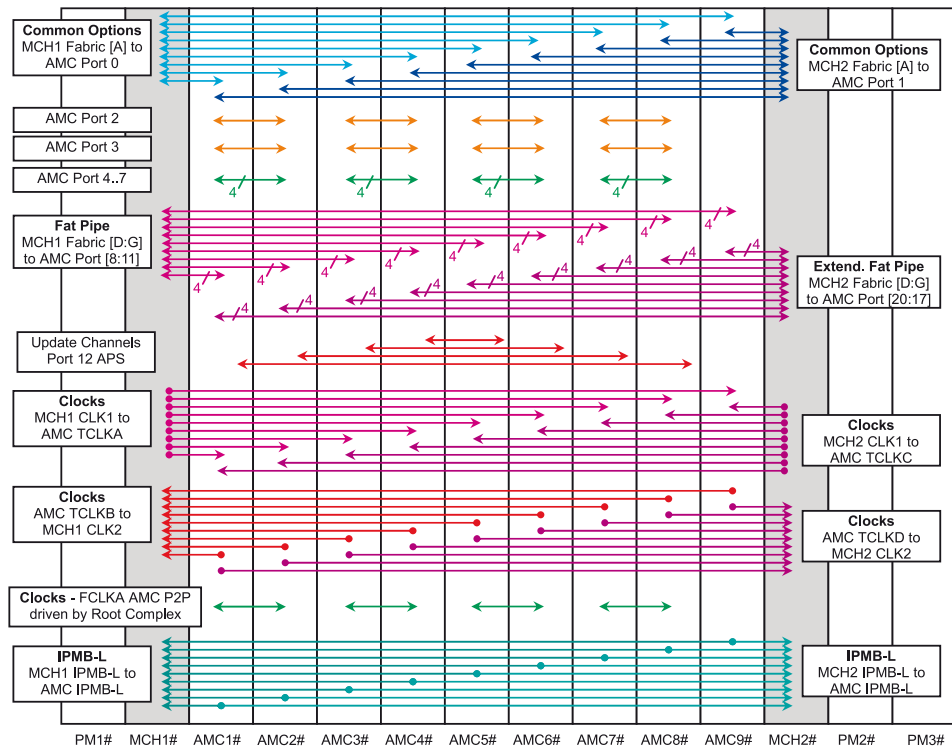 Common Options
MCH1 Fabric [A] to
AMC Port 0
Common Options
MCH2 Fabric [A] to
AMC Port 1
AMC Port 2
AMC Port 3
AMC Port 4..7
4
4
4
4
Fat Pipe
MCH1 Fabric [D:G]
to AMC Port [8:11]
4
4
4
4
4
4
4
4
4
Extend. Fat Pipe
MCH2 Fabric [D:G]
to AMC Port [20:17]
4
4
4
4
4
4
4
4
4
Update Channels
Port 12 APS
Clocks
MCH1 CLK1 to
AMC TCLKA
Clocks
MCH2 CLK1 to
AMC TCLKC
Clocks
AMC TCLKB to
MCH1 CLK2
Clocks
AMC TCLKD to
MCH2 CLK2
Clocks - FCLKA AMC P2P
driven by Root Complex
IPMB-L
MCH1 IPMB-L to
AMC IPMB-L
IPMB-L
MCH2 IPMB-L to
AMC IPMB-L
PM1# MCH1# AMC1# AMC2# AMC3# AMC4# AMC5# AMC6# AMC7# AMC8# AMC9# MCH2# PM2# PM3#